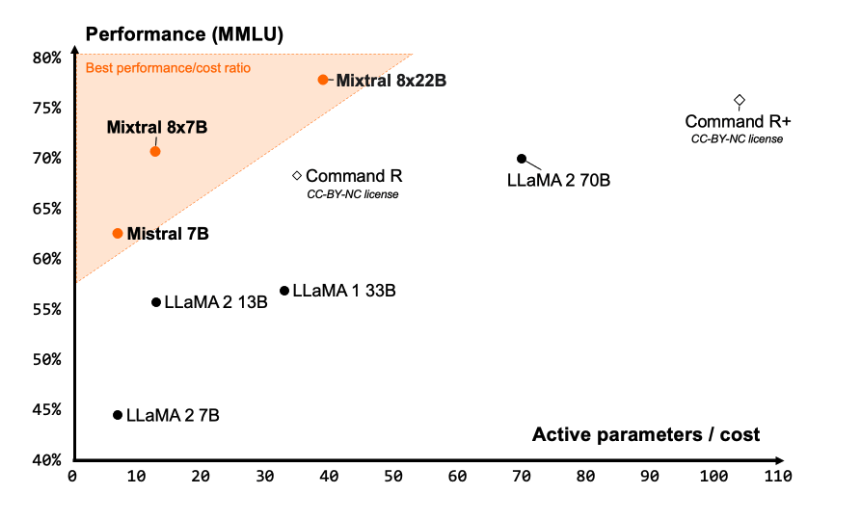 Performance (MMLU)
80%
Best performance/cost ratio
Mixtral 8x22B
75%
Command R+
CC-BY-NC license
Mixtral 8x7B
70%
Command R
CC-BY-NC license
LLaMA 2 70B
65%
Mistral 7B
60%
LLaMA 1 33B
LLaMA 2 13B
55%
50%
LLaMA 2 7B
45%
Active parameters / cost
40%
0 10 20 30 40 50 60 70 80 90 100 110